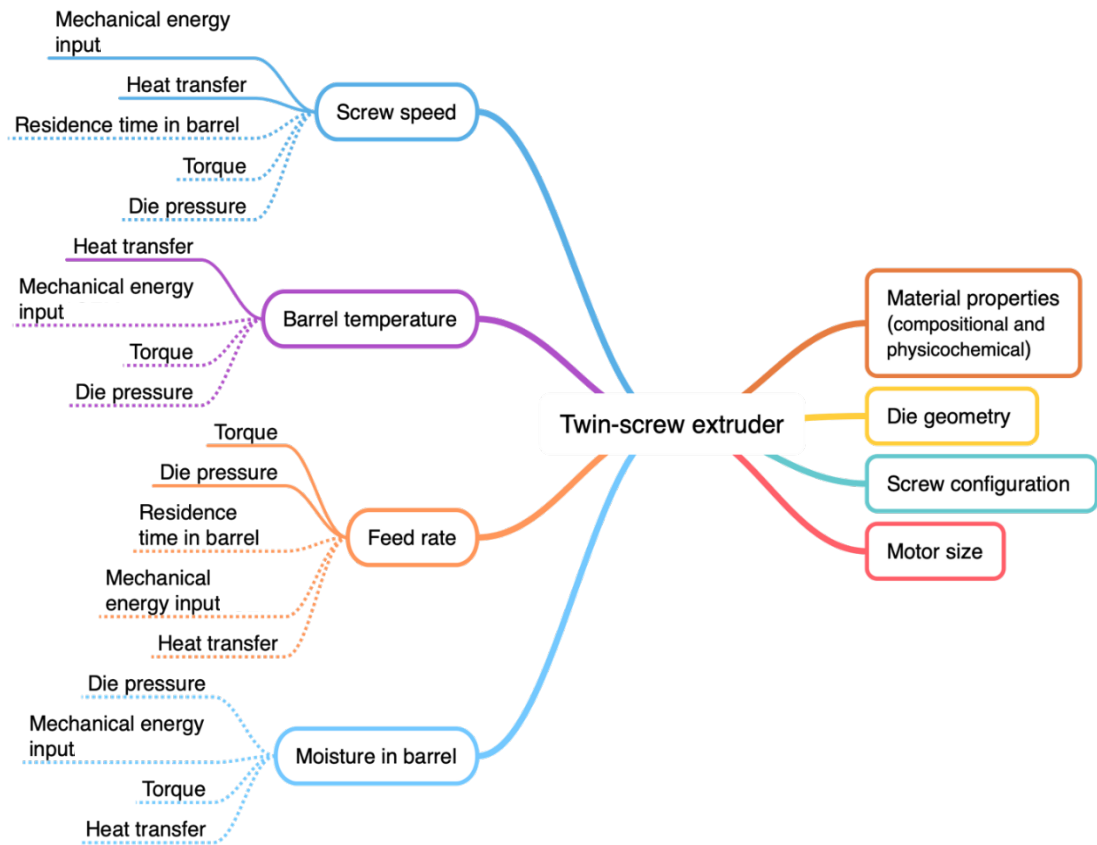 Mechanical energy
input
Heat transfer
Residence time in barrel
Torque
Die pressure
Screw speed
Heat transfer
Mechanical energy
input
Torque
Die pressure
Barrel temperature
Torque
Die pressure
Residence
time in barrel
Mechanical
energy input
Heat transfer
Feed rate
Die pressure
Mechanical energy
input
Torque
Heat transfer
Moisture in barrel
Twin-screw extruder
Material properties
(compositional and
physicochemical)
Die geometry
Screw configuration
Motor size